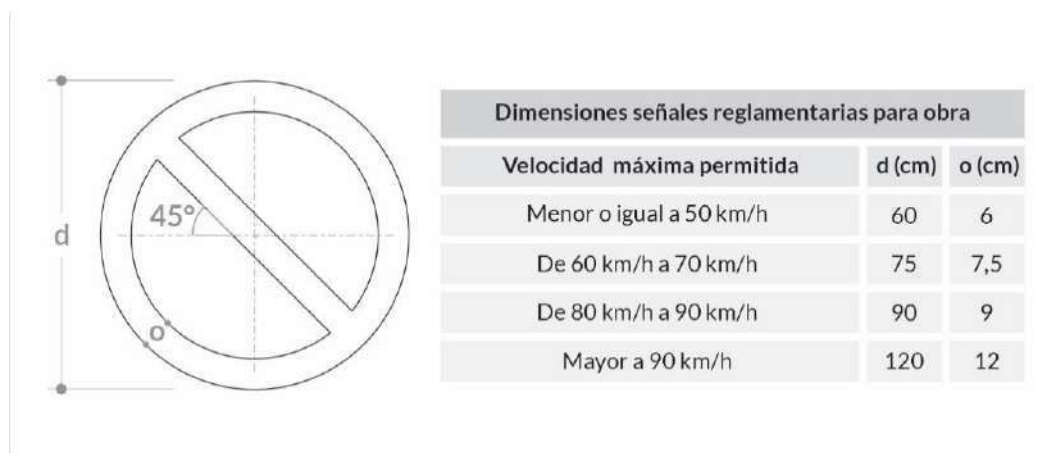 d
45°
o
Dimensiones señales reglamentarias para obra
Velocidad máxima permitida d (cm) o (cm)
Menor o igual a 50 km/h 60 6
De 60 km/h a 70 km/h 75 7,5
De 80 km/h a 90 km/h 90 9
Mayor a 90 km/h 120 12